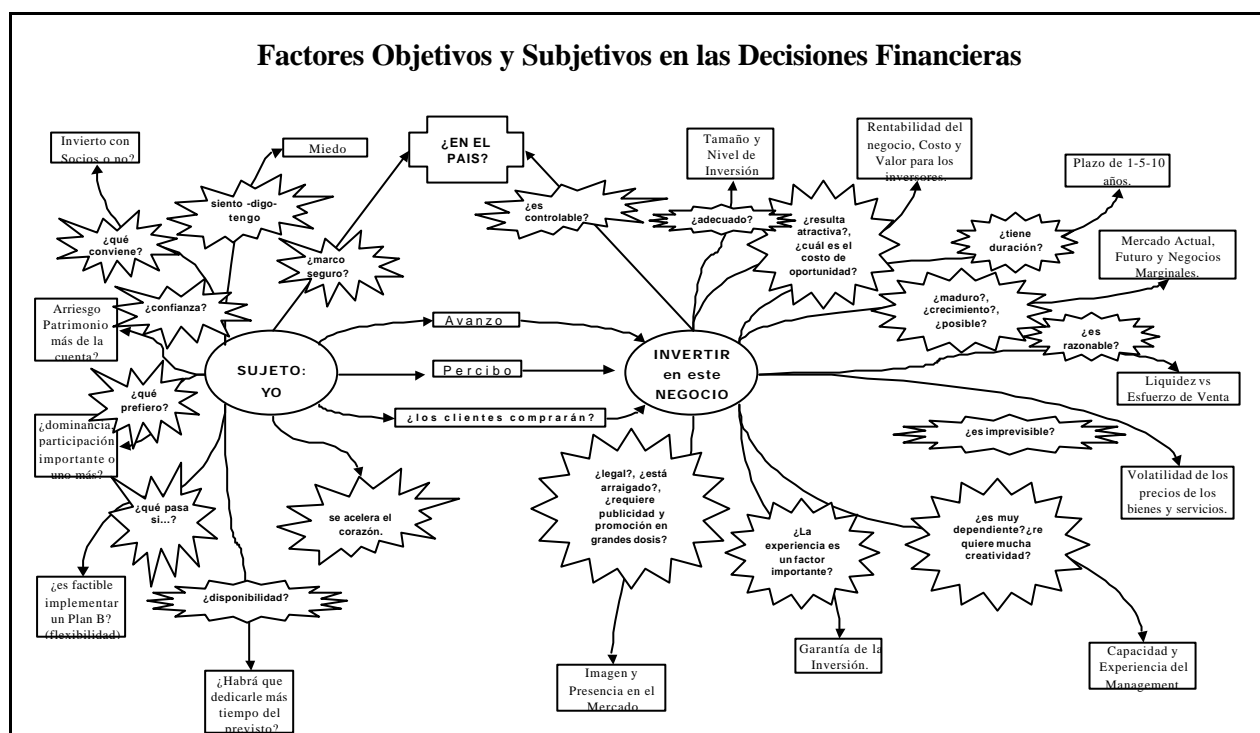 Factores Objetivos y Subjetivos en las Decisiones Financieras
Invierto con
Socios o no?
Miedo
¿EN EL
PAIS?
Tamaño y
Nivel de
Inversión
Rentabilidad del
negocio, Costo y
Valor para los
inversores.
Plazo de 1-5-10
años.
siento -digo-
tengo
¿es
controlable?
¿adecuado?
¿resulta
atractiva?,
¿cuál es el
costo de
oportunidad?
¿tiene
duración?
¿qué
conviene?
¿marco
seguro?
Mercado Actual,
Futuro y Negocios
Marginales.
Arriesgo
Patrimonio
más de la
cuenta?
¿confianza?
¿maduro?,
¿crecimiento?,
¿posible?
¿es
razonable?
Avanzo
SUJETO:
YO
Percibo
INVERTIR
en este
NEGOCIO
¿los clientes comprarán?
Liquidez vs
Esfuerzo de Venta
¿qué
prefiero?
¿dominancia,
participación
importante o
uno más?
¿es imprevisible?
Volatilidad de los
precios de los
bienes y servicios.
¿qué pasa
si...?
se acelera el
corazón.
¿legal?, ¿está
arraigado?,
¿requiere
publicidad y
promoción en
grandes dosis?
¿La
experiencia es
un factor
importante?
¿es muy
dependiente?¿re
quiere mucha
creatividad?
¿es factible
implementar
un Plan B?
(flexibilidad)
¿disponibilidad?
¿Habrá que
dedicarle más
tiempo del
previsto?
Imagen y
Presencia en el
Mercado
Garantía de la
Inversión.
Capacidad y
Experiencia del
Management